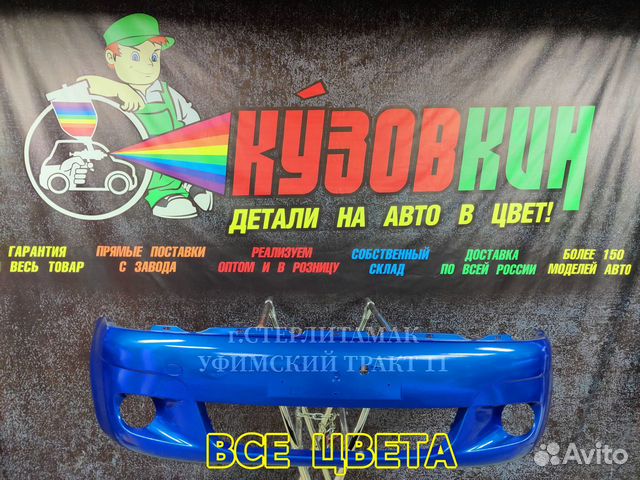 КУЗОВКИН
ДЕТАЛИ НА АВТО В ЦВЕТ!
ГАРАНТИЯ
ВЕСЬ ТОВАР
ПРЯМЫЕ ПОСТАВКИ
С ЗАВОДА
РЕАЛИЗУЕМ
ОПТОМ И В РОЗНИЦУ
СОБСТВЕННЫЙ
СКЛАД
ДОСТАВКА
ПО ВСЕЙ РОССИИ
БОЛЕЕ 150
МОДЕЛЕЙ АВТО
г.СТЕРЛИТАМАК
УФИМСКИЙ ТРАКТ 11
ВСЕ ЦВЕТА
Avito